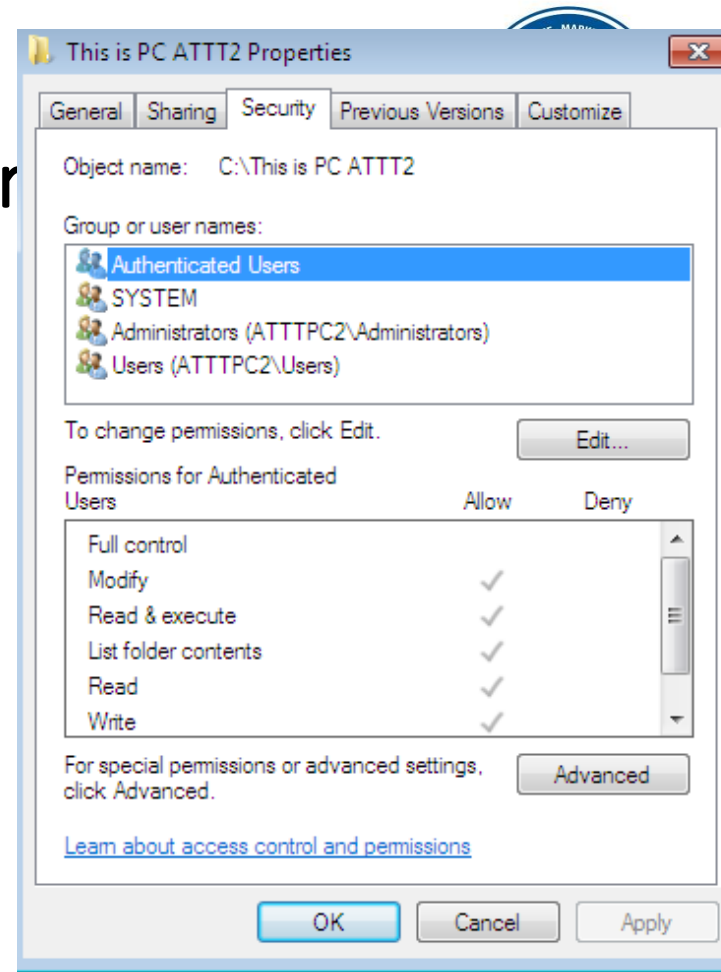 MARK
This is PC ATTT2 Properties
General Sharing Security Previous Versions Customize
r
Object name: C:\This is PC ATTT2
Group or user names:
Authenticated Users
SYSTEM
Administrators (ATTTPC2\Administrators)
Users (ATTTPC2\Users)
To change permissions, click Edit.
Edit...
Permissions for Authenticated
Users Allow Deny
Full control
Modify
Read & execute
List folder contents
Read
Write
For special permissions or advanced settings,
click Advanced.
Advanced
Learn about access control and permissions
OK Cancel Apply